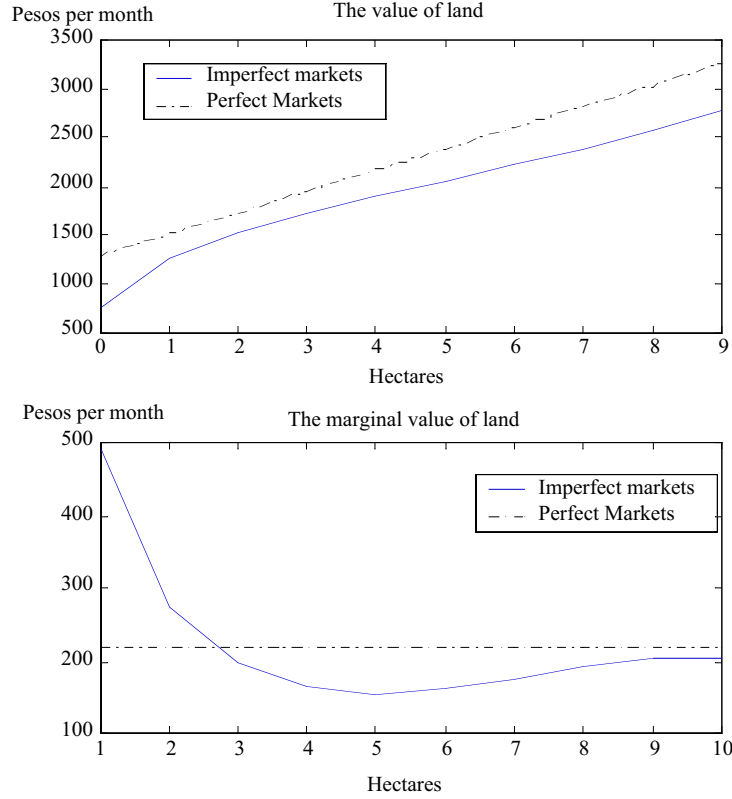 Pesos per month
The value of land
3500
3000
2500
2000
1500
1000
500
Imperfect markets
Perfect Markets
0 1 2 3 4 5 6 7 8 9
Hectares
Pesos per month
The marginal value of land
500
400
300
200
100
Imperfect markets
Perfect Markets
1 2 3 4 5 6 7 8 9 10
Hectares